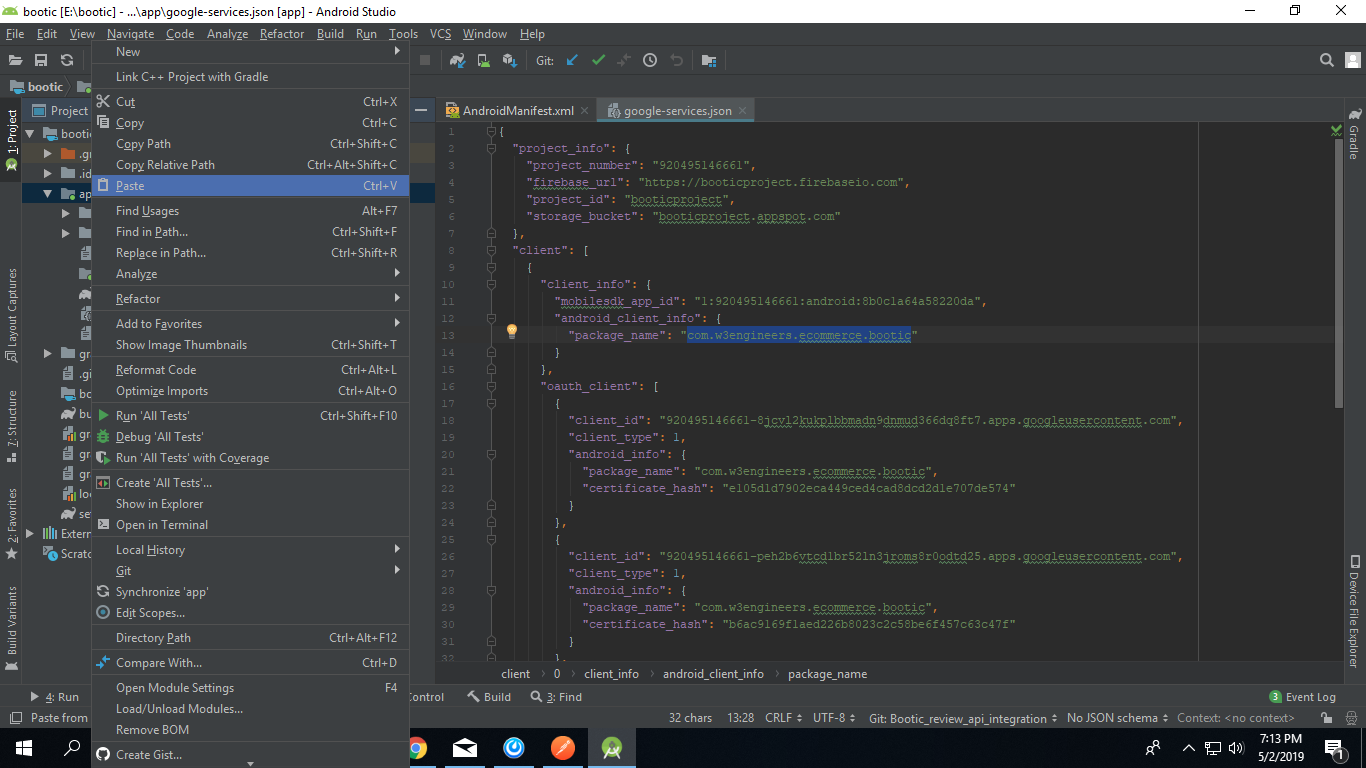 bootic [E:\bootic] - ...\app\google-services.json [app] - Android Studio
File Edit View Navigate Code Analyze Refactor Build Run Tools VCS Window Help
Git:
bootic
Project
AndroidManifest.xml
google-services.json
New
Link C++ Project with Gradle
Cut Ctrl+X
Copy Ctrl+C
Copy Path Ctrl+Shift+C
Copy Relative Path Ctrl+Alt+Shift+C
Paste Ctrl+V
Find Usages Alt+F7
Find in Path... Ctrl+Shift+F
Replace in Path... Ctrl+Shift+R
Analyze
Refactor
Add to Favorites
Show Image Thumbnails Ctrl+Shift+T
Reformat Code Ctrl+Alt+L
Optimize Imports Ctrl+Alt+O
Run 'All Tests' Ctrl+Shift+F10
Debug 'All Tests'
Run 'All Tests' with Coverage
Create 'All Tests'...
Show in Explorer
Open in Terminal
Local History
Git
Synchronize 'app'
Edit Scopes...
Directory Path Ctrl+Alt+F12
Compare With... Ctrl+D
Open Module Settings F4
Load/Unload Modules...
Remove BOM
Create Gist...
1: Project
Layout Captures
7: Structure
2: Favorites
Build Variants
bootic
.g
.id
ap
gr
.gi
bo
bu
gr
gr
gr
loc
se
Extern
Scratc
1 {
2 "project_info": {
3 "project_number": "920495146661",
4 "firebase_url": "https://booticproject.firebaseio.com",
5 "project_id": "booticproject",
6 "storage_bucket": "booticproject.appspot.com"
7 },
8 "client": [
9 {
10 "client_info": {
11 "mobilesdk_app_id": "1:920495146661:android:8b0c1a64a58220da",
12 "android_client_info": {
13 "package_name": "com.w3engineers.ecommerce.bootic"
14 }
15 },
16 "oauth_client": [
17 {
18 "client_id": "920495146661-8jcvl2kukplbbmadn9dnmud366dq8ft7.apps.googleusercontent.com",
19 "client_type": 1,
20 "android_info": {
21 "package_name": "com.w3engineers.ecommerce.bootic",
22 "certificate_hash": "e105d1d7902eca449ced4cad8dcd2d1e707de574"
23 }
24 },
25 {
26 "client_id": "920495146661-peh2b6vtcdlbr52ln3jroms8r0odtd25.apps.googleusercontent.com",
27 "client_type": 1,
28 "android_info": {
29 "package_name": "com.w3engineers.ecommerce.bootic",
30 "certificate_hash": "b6ac9169f1aed226b8023c2c58be6f457c63c47f"
31 }
32 },
Gradle
Device File Explorer
client 0 client_info android_client_info package_name
4: Run
Control
Build
3: Find
3 Event Log
Paste from
32 chars 13:28 CRLF UTF-8 Git: Bootic_review_api_integration No JSON schema Context: <no context>
7:13 PM
5/2/2019
1